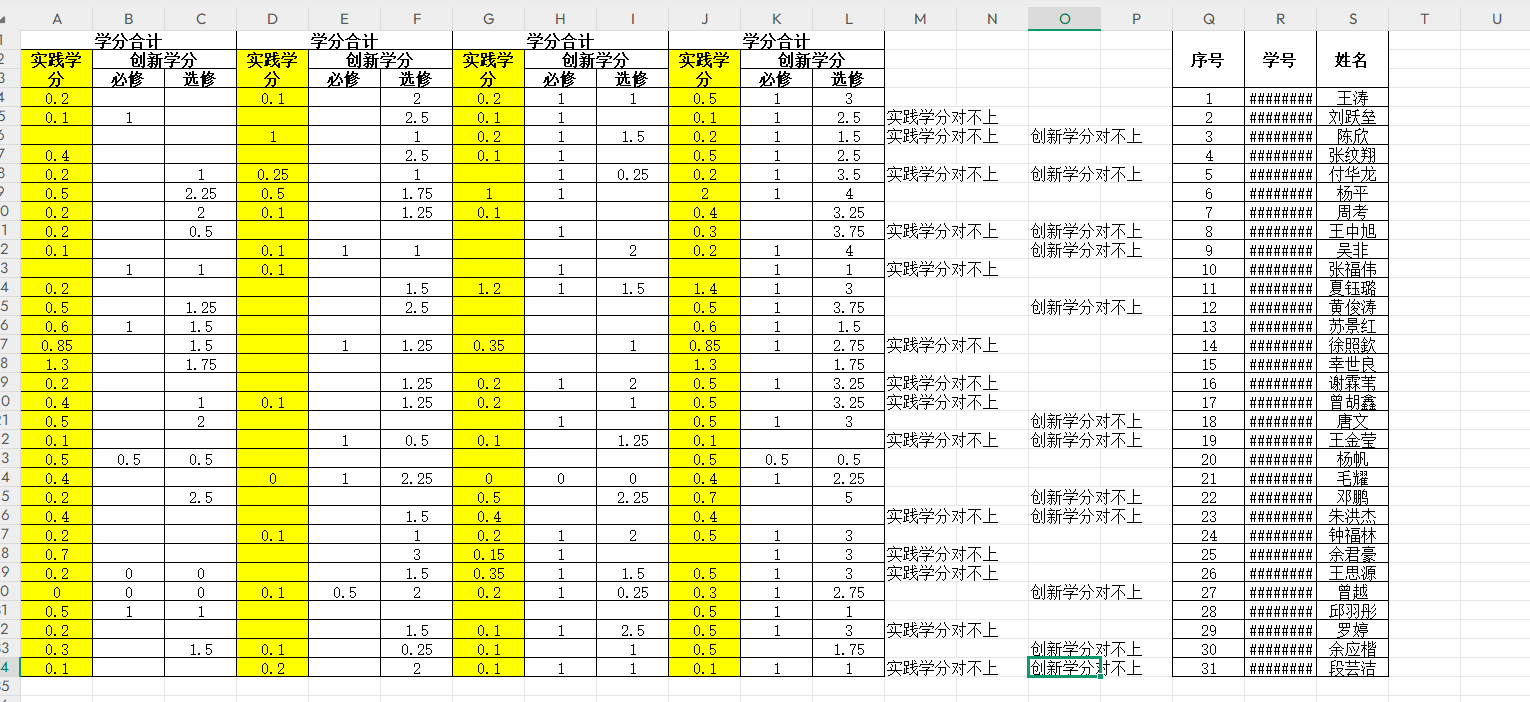 A B C D E F G H I J K L M N O P Q R S T U
1 学分合计 学分合计 学分合计 学分合计
2 实践学分 创新学分 实践学分 创新学分 实践学分 创新学分 实践学分 创新学分 序号 学号 姓名
3 必修 选修 必修 选修 必修 选修 必修 选修
4 0.2 0.1 2 0.2 1 1 0.5 1 3 1 ######## 王涛
5 0.1 1 2.5 0.1 1 0.1 1 2.5 实践学分对不上 2 ######## 刘跃垒
6 1 1 0.2 1 1.5 0.2 1 1.5 实践学分对不上 创新学分对不上 3 ######## 陈欣
7 0.4 2.5 0.1 1 0.5 1 2.5 4 ######## 张纹翔
8 0.2 1 0.25 1 1 0.25 0.2 1 3.5 实践学分对不上 创新学分对不上 5 ######## 付华龙
9 0.5 2.25 0.5 1.75 1 1 2 1 4 6 ######## 杨平
0 0.2 2 0.1 1.25 0.1 0.4 3.25 7 ######## 周考
1 0.2 0.5 1 0.3 3.75 实践学分对不上 创新学分对不上 8 ######## 王中旭
2 0.1 0.1 1 1 2 0.2 1 4 创新学分对不上 9 ######## 吴非
3 1 1 0.1 1 1 1 实践学分对不上 10 ######## 张福伟
4 0.2 1.5 1.2 1 1.5 1.4 1 3 11 ######## 夏钰璐
5 0.5 1.25 2.5 0.5 1 3.75 创新学分对不上 12 ######## 黄俊涛
6 0.6 1 1.5 0.6 1 1.5 13 ######## 苏景红
7 0.85 1.5 1 1.25 0.35 1 0.85 1 2.75 实践学分对不上 14 ######## 徐照欽
8 1.3 1.75 1.3 1.75 15 ######## 幸世良
9 0.2 1.25 0.2 1 2 0.5 1 3.25 实践学分对不上 16 ######## 谢霖苇
0 0.4 1 0.1 1.25 0.2 1 0.5 3.25 实践学分对不上 17 ######## 曾胡鑫
21 0.5 2 1 0.5 1 3 创新学分对不上 18 ######## 唐文
2 0.1 1 0.5 0.1 1.25 0.1 实践学分对不上 创新学分对不上 19 ######## 王金莹
3 0.5 0.5 0.5 0.5 0.5 0.5 20 ######## 杨帆
4 0.4 0 1 2.25 0 0 0 0.4 1 2.25 21 ######## 毛耀
5 0.2 2.5 0.5 2.25 0.7 5 创新学分对不上 22 ######## 邓鹏
6 0.4 1.5 0.4 0.4 实践学分对不上 创新学分对不上 23 ######## 朱洪杰
7 0.2 0.1 1 0.2 1 2 0.5 1 3 24 ######## 钟福林
8 0.7 3 0.15 1 1 3 实践学分对不上 25 ######## 余君豪
9 0.2 0 0 1.5 0.35 1 1.5 0.5 1 3 实践学分对不上 26 ######## 王思源
0 0 0 0 0.1 0.5 2 0.2 1 0.25 0.3 1 2.75 创新学分对不上 27 ######## 曾越
31 0.5 1 1 0.5 1 1 28 ######## 邱羽彤
2 0.2 1.5 0.1 1 2.5 0.5 1 3 实践学分对不上 29 ######## 罗婷
33 0.3 1.5 0.1 0.25 0.1 1 0.5 1.75 创新学分对不上 30 ######## 余应楷
4 0.1 0.2 2 0.1 1 1 0.1 1 1 实践学分对不上 创新学分对不上 31 ######## 段芸洁
35